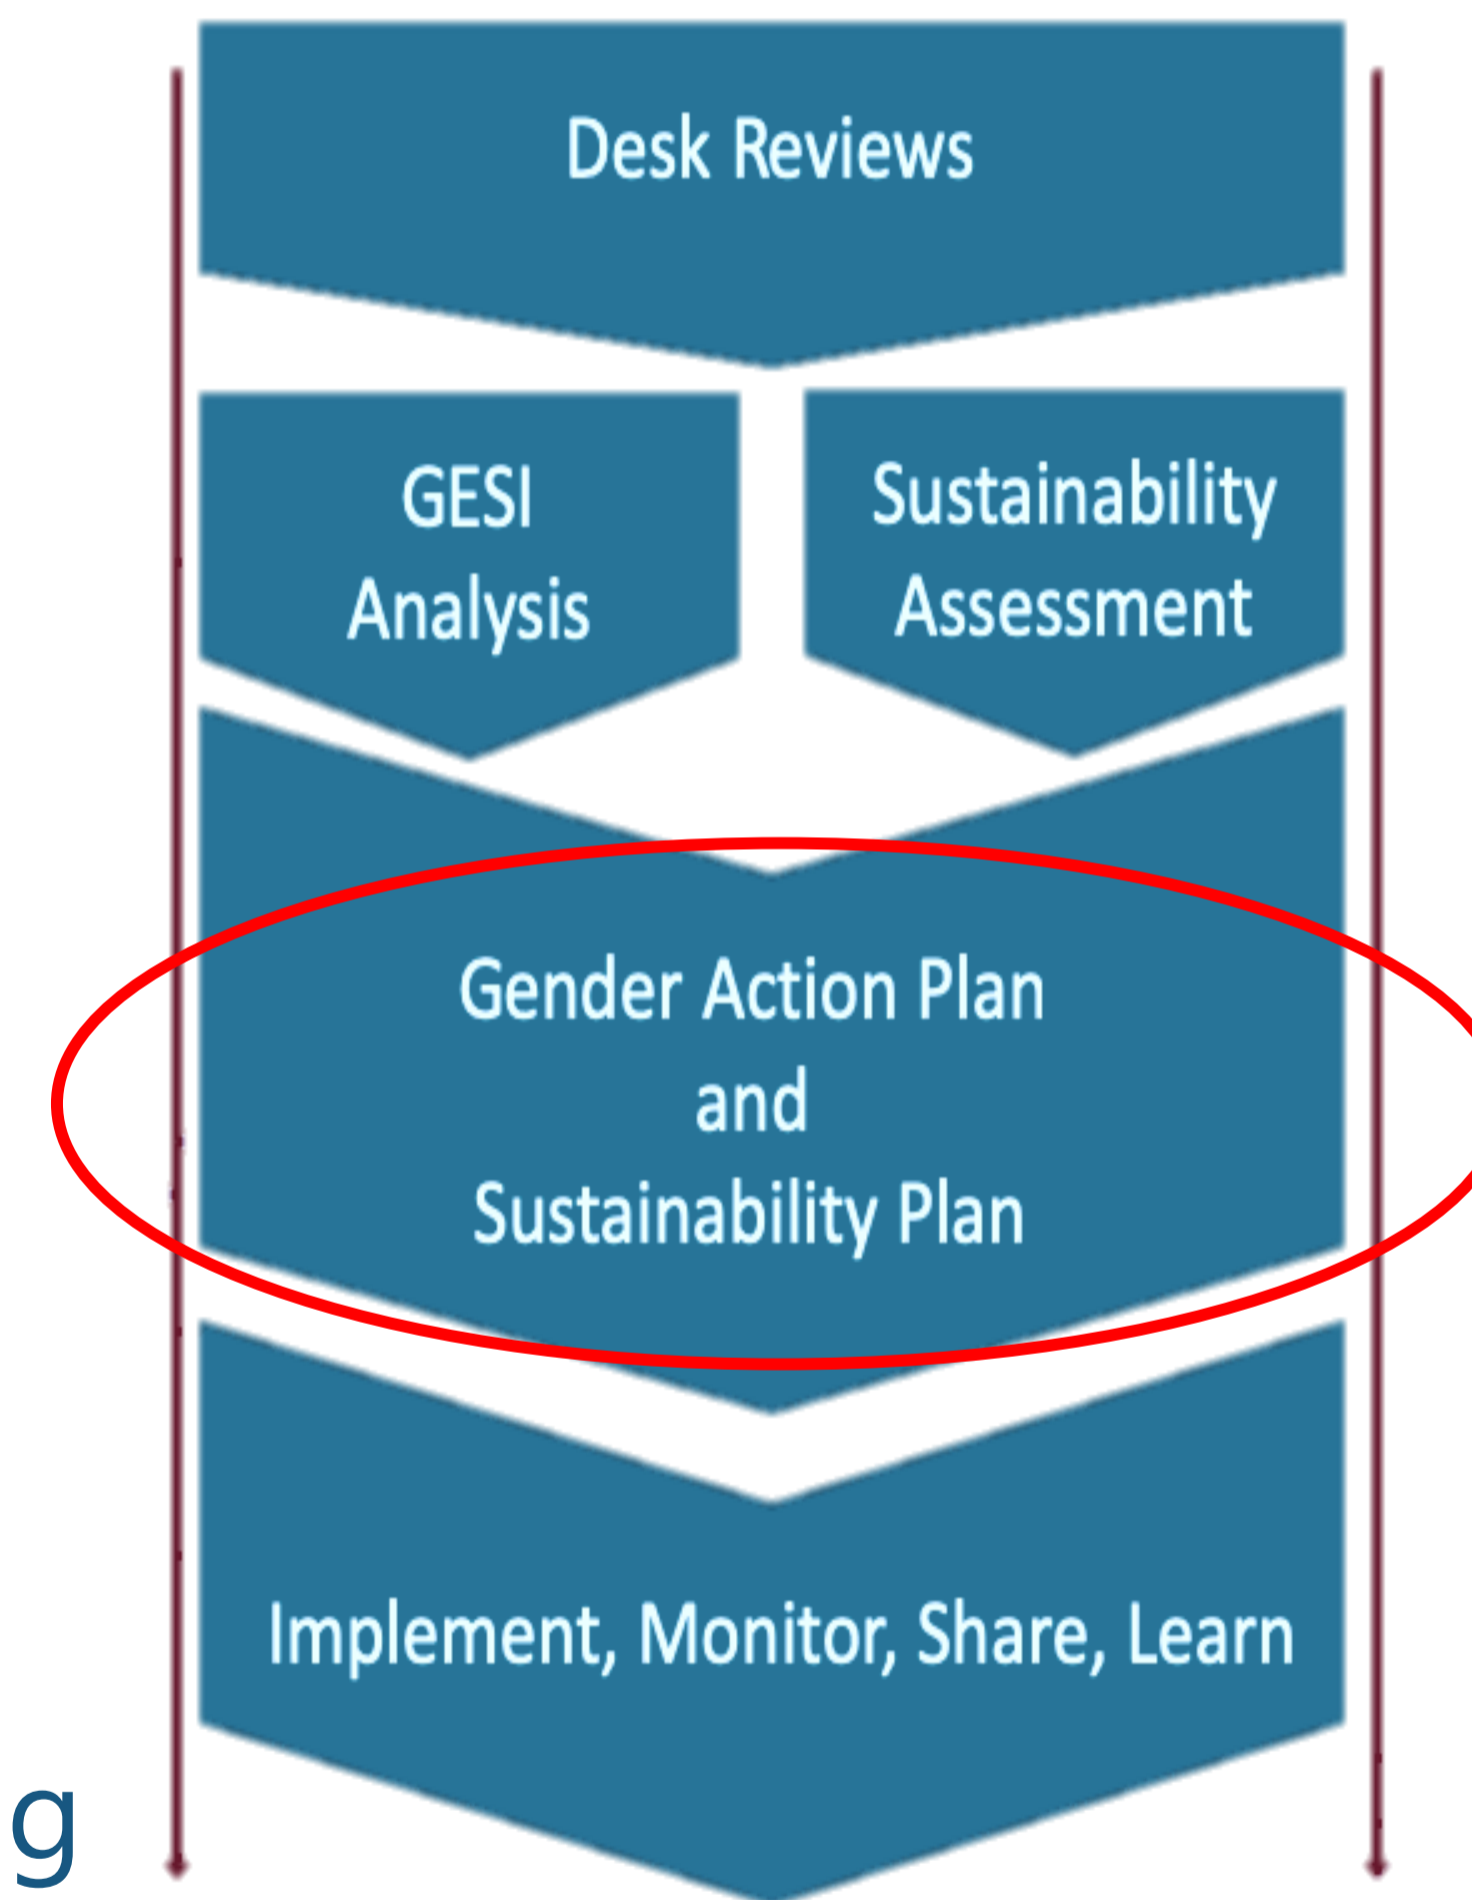 Desk Reviews
GESI
Analysis
Sustainability
Assessment
Gender Action Plan
and
Sustainability Plan
Implement, Monitor, Share, Learn
g